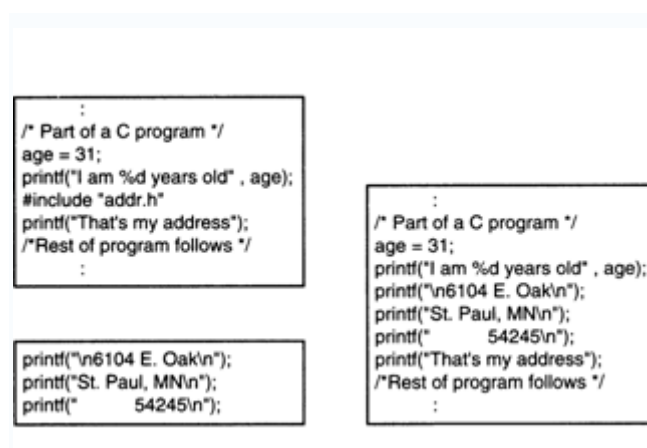 :
/* Part of a C program */
age = 31;
printf("I am %d years old" , age);
#include "addr.h"
printf("That's my address");
/*Rest of program follows */
:
printf("\n6104 E. Oak\n");
printf("St. Paul, MN\n");
printf("         54245\n");
:
/* Part of a C program */
age = 31;
printf("I am %d years old" , age);
printf("\n6104 E. Oak\n");
printf("St. Paul, MN\n");
printf("         54245\n");
printf("That's my address");
/*Rest of program follows */
: